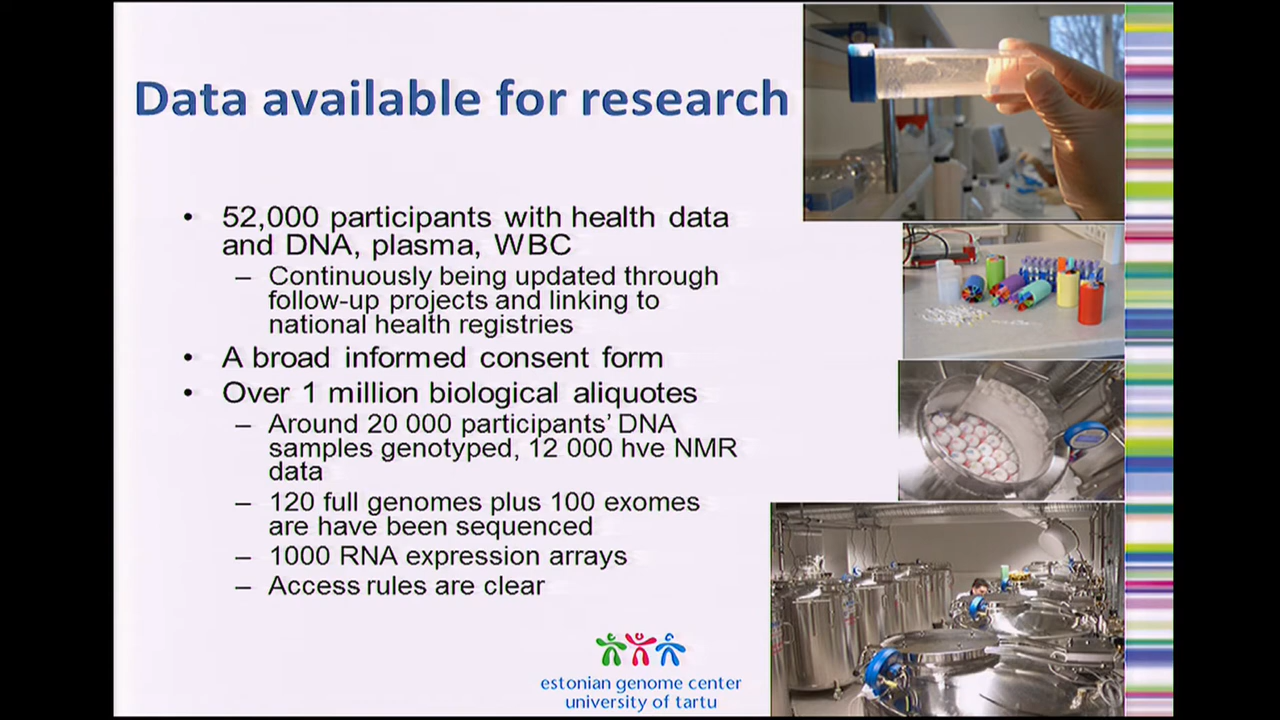 Data available for research
• 52,000 participants with health data
and DNA, plasma, WBC
– Continuously being updated through
follow-up projects and linking to
national health registries
• A broad informed consent form
• Over 1 million biological aliquotes
– Around 20 000 participants' DNA
samples genotyped, 12 000 hve NMR
data
– 120 full genomes plus 100 exomes
are have been sequenced
– 1000 RNA expression arrays
– Access rules are clear
estonian genome center
university of tartu